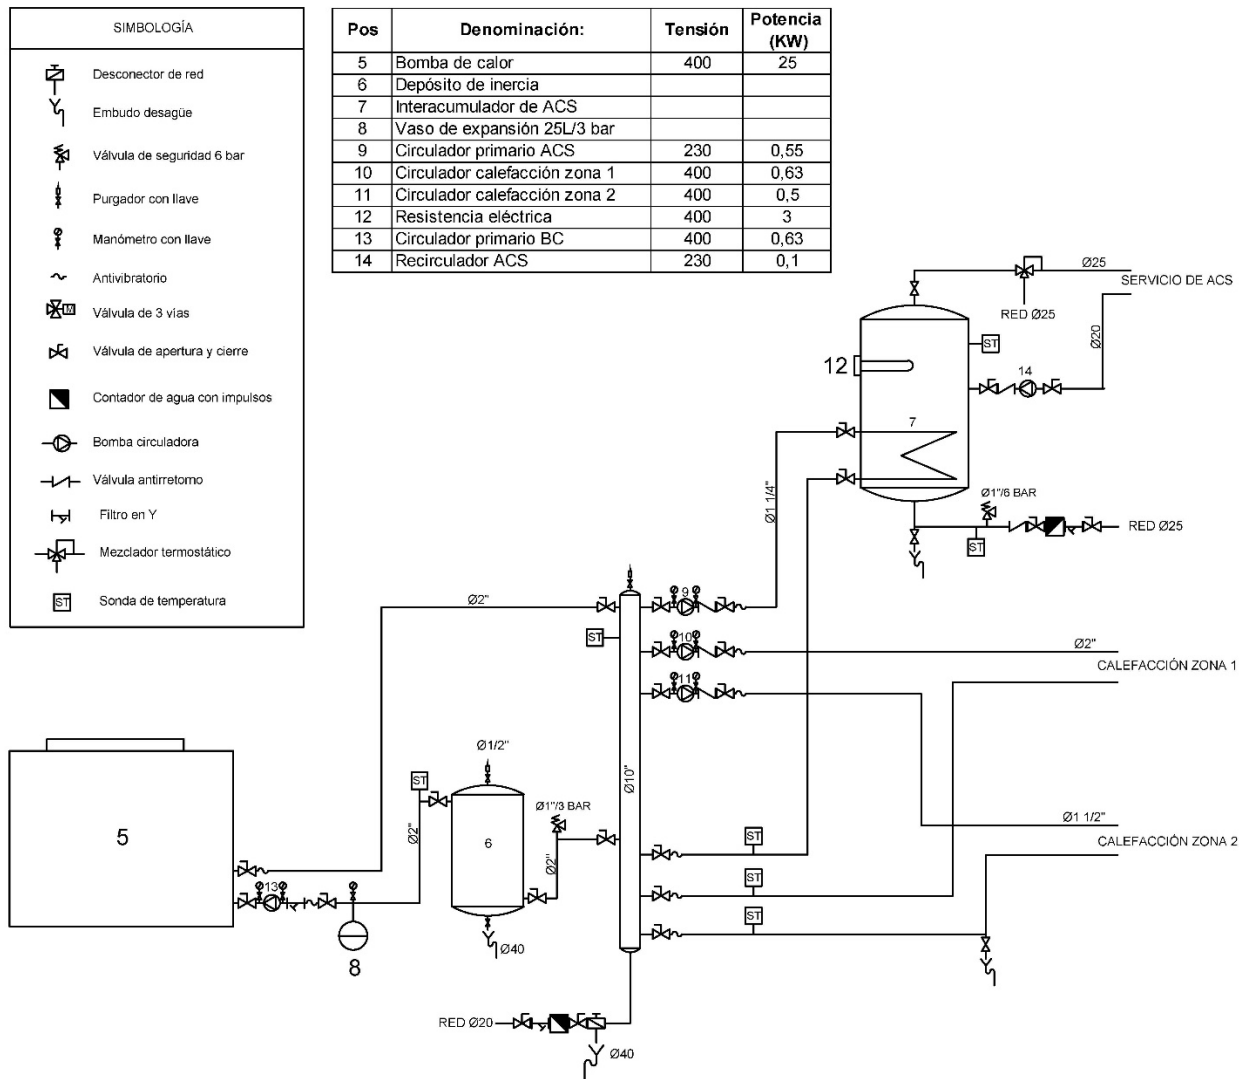 SIMBOLOGÍA
Desconector de red
Embudo desagüe
Válvula de seguridad 6 bar
Purgador con llave
Manómetro con llave
Antivibratorio
M
Válvula de 3 vías
Válvula de apertura y cierre
Contador de agua con impulsos
Bomba circuladora
Válvula antirretorno
Filtro en Y
Mezclador termostático
ST
Sonda de temperatura
Pos Denominación: Tensión Potencia (KW)
5 Bomba de calor 400 25
6 Depósito de inercia
7 Interacumulador de ACS
8 Vaso de expansión 25L/3 bar
9 Circulador primario ACS 230 0,55
10 Circulador calefacción zona 1 400 0,63
11 Circulador calefacción zona 2 400 0,5
12 Resistencia eléctrica 400 3
13 Circulador primario BC 400 0,63
14 Recirculador ACS 230 0,1
Ø25
SERVICIO DE ACS
RED Ø25
Ø20
ST
12
14
7
Ø1 1/4"
Ø1"/6 BAR
RED Ø25
ST
Ø2"
9
ST
10
Ø2"
CALEFACCIÓN ZONA 1
11
Ø1/2"
Ø10"
ST
Ø1"/3 BAR
Ø1 1/2"
5
Ø2"
6
Ø2"
ST
CALEFACCIÓN ZONA 2
13
ST
ST
8
Ø40
RED Ø20
Ø40